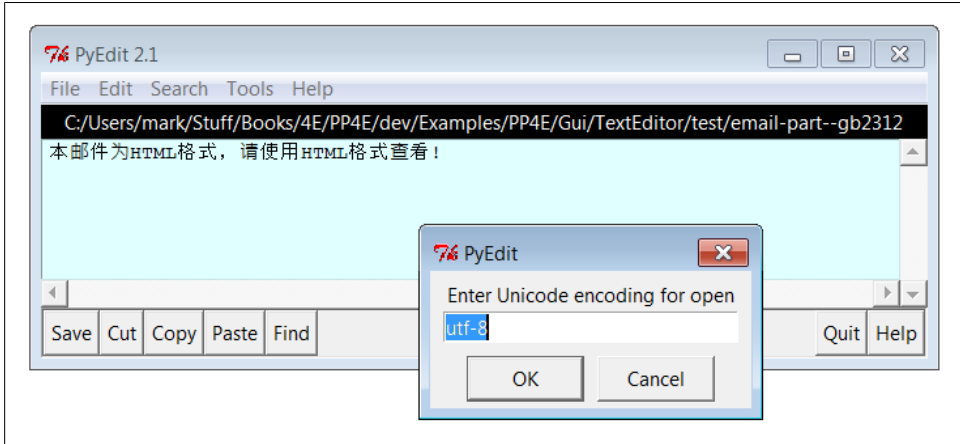 PyEdit 2.1
File Edit Search Tools Help
C:/Users/mark/Stuff/Books/4E/PP4E/dev/Examples/PP4E/Gui/TextEditor/test/email-part--gb2312
本邮件为HTML格式，请使用HTML格式查看！
PyEdit
Enter Unicode encoding for open
utf-8
OK Cancel
Save Cut Copy Paste Find Quit Help